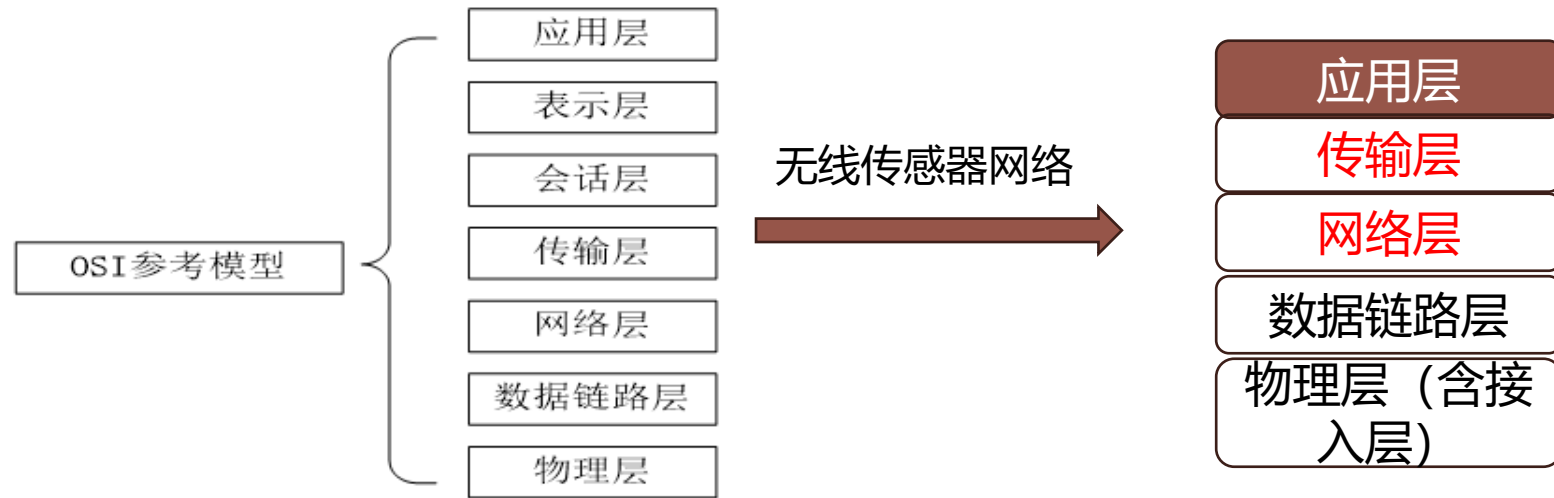 OSI参考模型
应用层
表示层
会话层
传输层
网络层
数据链路层
物理层
无线传感器网络
应用层
传输层
网络层
数据链路层
物理层（含接
入层）